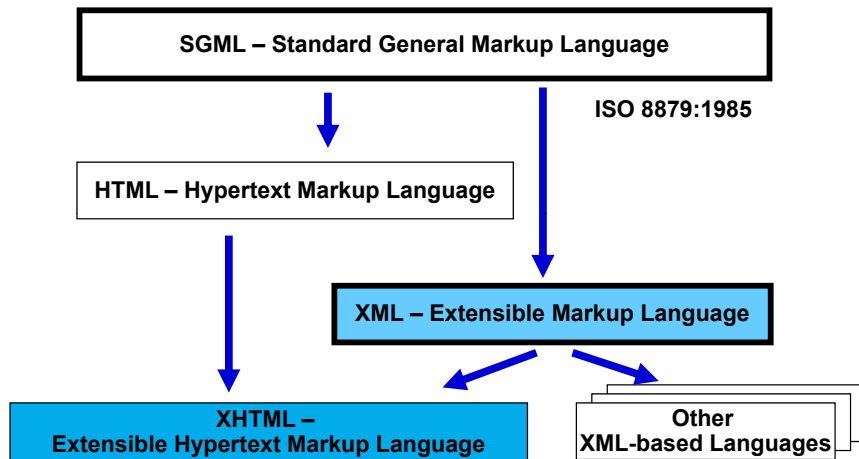 SGML – Standard General Markup Language
ISO 8879:1985
HTML – Hypertext Markup Language
XML – Extensible Markup Language
XHTML –
Extensible Hypertext Markup Language
Other
XML-based Languages